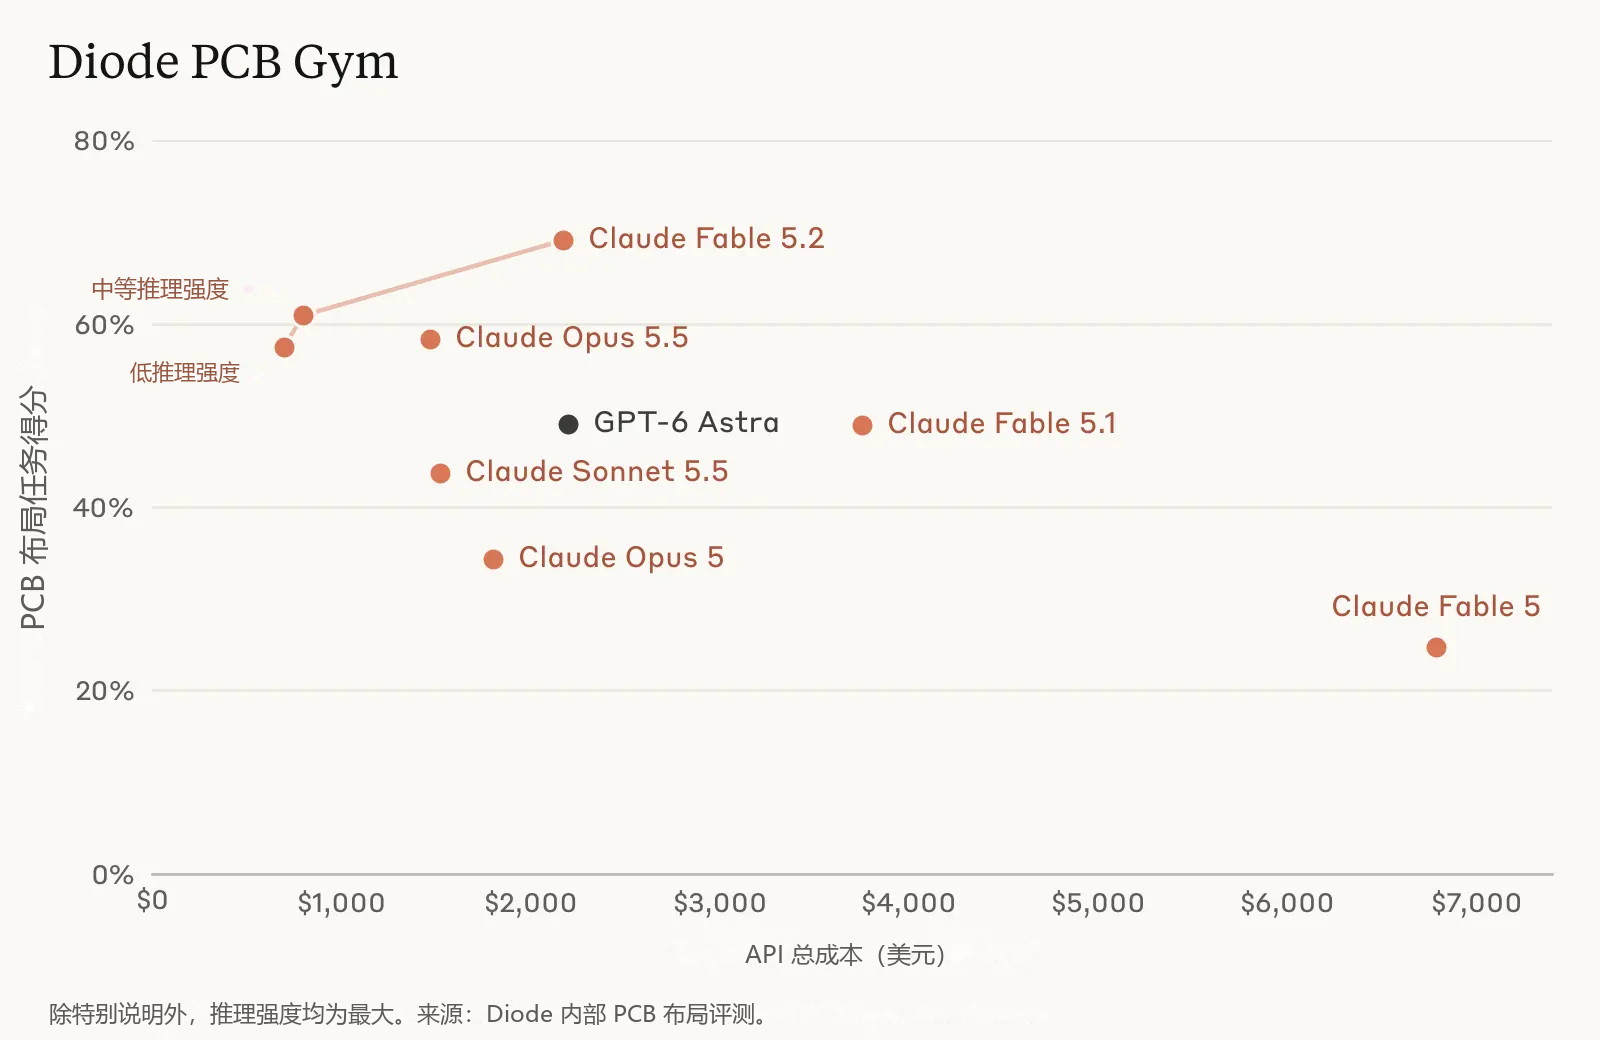 Diode PCB Gym
80%
Claude Fable 5.2
中等推理强度
60%
Claude Opus 5.5
低推理强度
GPT-6 Astra
Claude Fable 5.1
Claude Sonnet 5.5
40%
Claude Opus 5
Claude Fable 5
20%
0%
PCB 布局任务得分
$0 $1,000 $2,000 $3,000 $4,000 $5,000 $6,000 $7,000
API 总成本（美元）
除特别说明外，推理强度均为最大。来源：Diode 内部 PCB 布局评测。